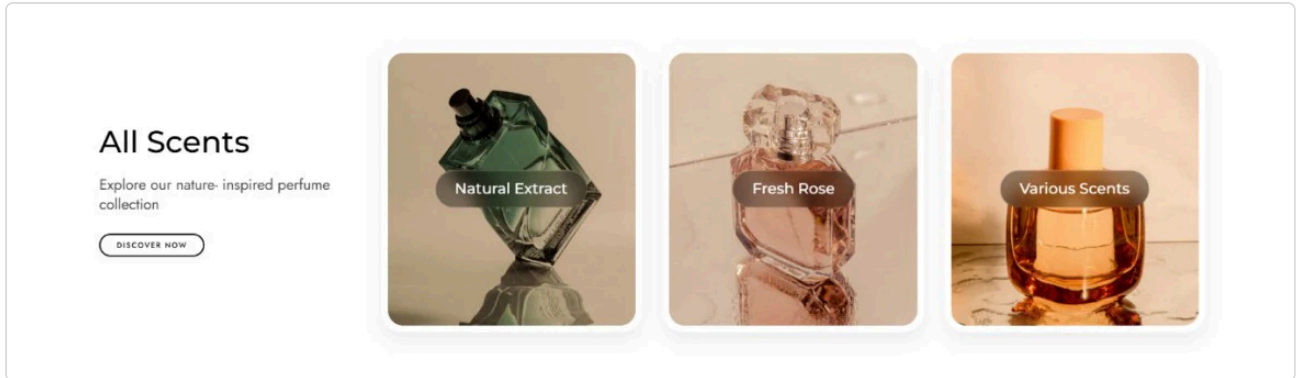 All Scents
Explore our nature- inspired perfume
collection
DISCOVER NOW
Natural Extract
Fresh Rose
Various Scents